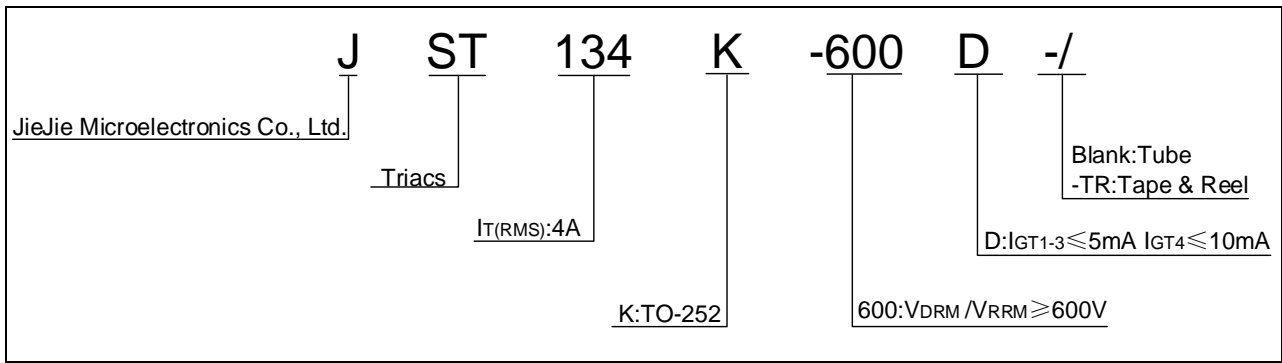 J ST 134 K -600 D -/
JieJie Microelectronics Co., Ltd.
Blank:Tube
Triacs
-TR:Tape & Reel
IT(RMS):4A
D:IGT1-3≤5mA IGT4≤10mA
K:TO-252
600:VDRM/VRRM≥600V